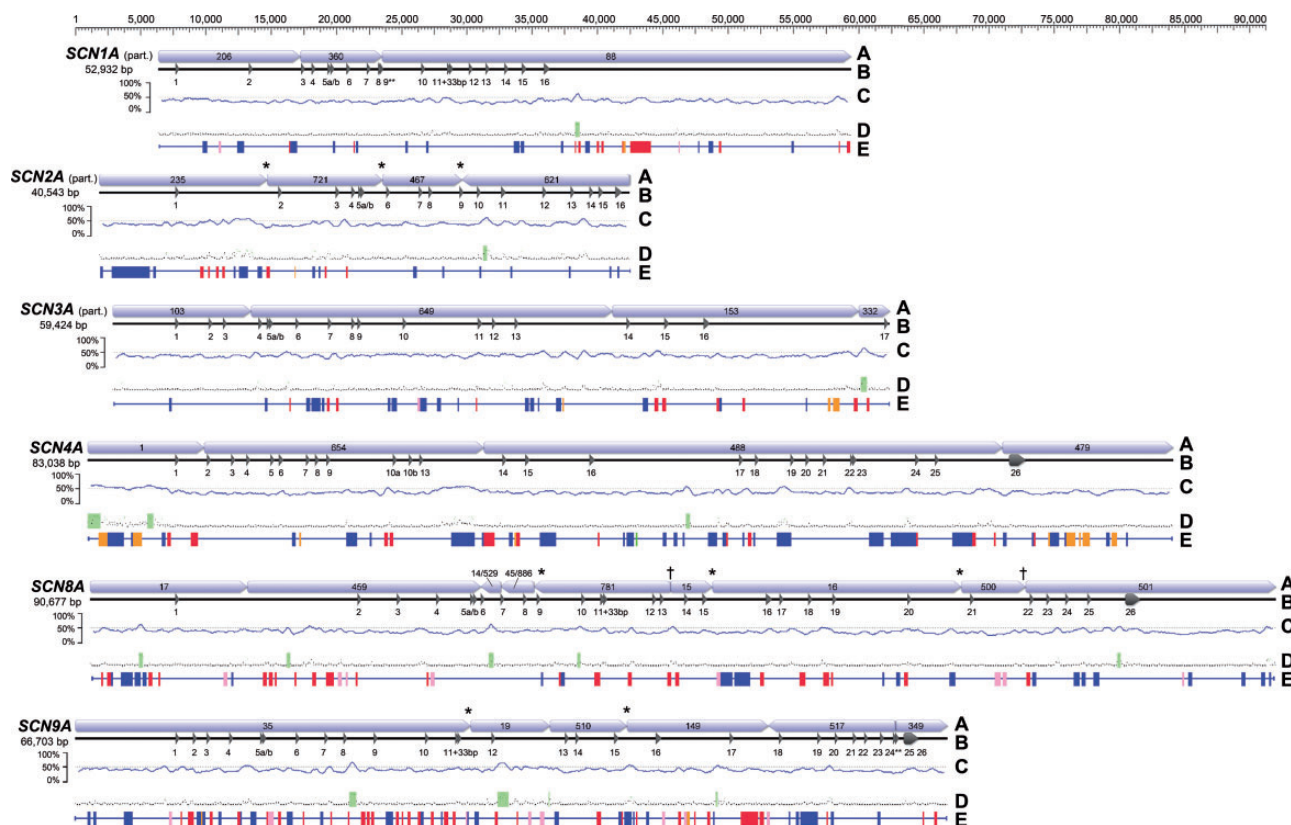 1 5,000 10,000 15,000 20,000 25,000 30,000 35,000 40,000 45,000 50,000 55,000 60,000 65,000 70,000 75,000 80,000 85,000 90,000
SCN1A (part.) 206 360 88 A
52,932 bp B
1 2 3 4 5a/b 6 7 8 9** 10 11+33bp 12 13 14 15 16
100% 50% 0% C
D
E
* * *
SCN2A (part.) 235 721 467 621 A
40,543 bp B
1 2 3 4 5a/b 6 7 8 9 10 11 12 13 14 15 16
100% 50% 0% C
D
E
SCN3A (part.) 103 649 153 332 A
59,424 bp B
1 2 3 4 5a/b 6 7 8 9 10 11 12 13 14 15 16 17
100% 50% 0% C
D
E
SCN4A 1 654 468 479 A
83,038 bp B
1 2 3 4 5 6 7 8 9 10a 10b 13 14 15 16 17 18 19 20 21 22 23 24 25 26
100% 50% 0% C
D
E
14/529 45/886 * † * * †
SCN8A 17 459 781 15 16 500 501 A
90,677 bp B
1 2 3 4 5a/b 6 7 8 9 10 11+33bp 12 13 14 15 16 17 18 19 20 21 22 23 24 25 26
100% 50% 0% C
D
E
* *
SCN9A 35 19 510 149 517 349 A
66,703 bp B
1 2 3 4 5a/b 6 7 8 9 10 11+33bp 12 13 14 15 16 17 18 19 20 21 22 23 24** 25 26
100% 50% 0% C
D
E